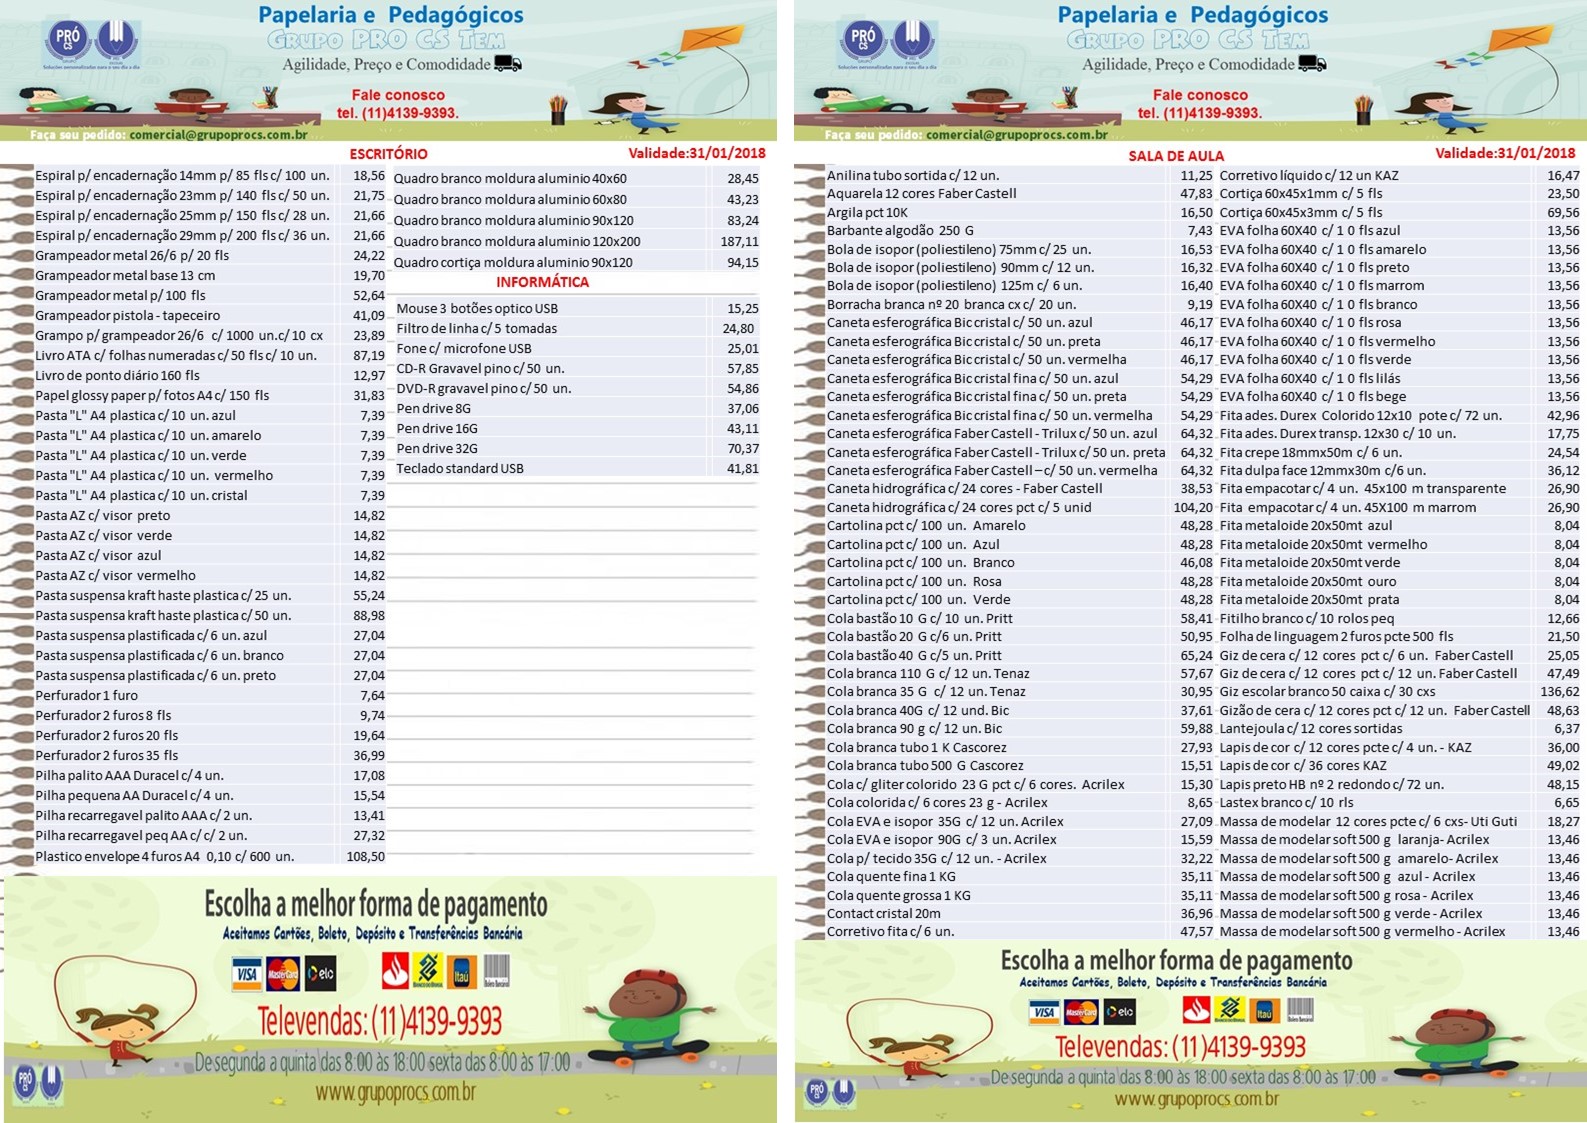 Papelaria e Pedagógicos
GRUPO PRO CS TEM
PRÓ
CS
Soluções personalizadas para o seu dia a dia
Agilidade, Preço e Comodidade
Fale conosco
tel. (11)4139-9393.
Faça seu pedido: comercial@grupoprocs.com.br
ESCRITÓRIO
Validade:31/01/2018
Espiral p/ encadernação 14mm p/ 85 fls c/ 100 un. 18,56
Espiral p/ encadernação 23mm p/ 140 fls c/ 50 un. 21,75
Espiral p/ encadernação 25mm p/ 150 fls c/ 28 un. 21,66
Espiral p/ encadernação 29mm p/ 200 fls c/ 36 un. 21,66
Grampeador metal 26/6 p/ 20 fls 24,22
Grampeador metal base 13 cm 19,70
Grampeador metal p/ 100 fls 52,64
Grampeador pistola - tapeceiro 41,09
Grampo p/ grampeador 26/6 c/ 1000 un.c/ 10 cx 23,89
Livro ATA c/ folhas numeradas c/ 50 fls c/ 10 un. 87,19
Livro de ponto diário 160 fls 12,97
Papel glossy paper p/ fotos A4 c/ 150 fls 31,83
Pasta "L" A4 plastica c/ 10 un. azul 7,39
Pasta "L" A4 plastica c/ 10 un. amarelo 7,39
Pasta "L" A4 plastica c/ 10 un. verde 7,39
Pasta "L" A4 plastica c/ 10 un. vermelho 7,39
Pasta "L" A4 plastica c/ 10 un. cristal 7,39
Pasta AZ c/ visor preto 14,82
Pasta AZ c/ visor verde 14,82
Pasta AZ c/ visor azul 14,82
Pasta AZ c/ visor vermelho 14,82
Pasta suspensa kraft haste plastica c/ 25 un. 55,24
Pasta suspensa kraft haste plastica c/ 50 un. 88,98
Pasta suspensa plastificada c/ 6 un. azul 27,04
Pasta suspensa plastificada c/ 6 un. branco 27,04
Pasta suspensa plastificada c/ 6 un. preto 27,04
Perfurador 1 furo 7,64
Perfurador 2 furos 8 fls 9,74
Perfurador 2 furos 20 fls 19,64
Perfurador 2 furos 35 fls 36,99
Pilha palito AAA Duracel c/ 4 un. 17,08
Pilha pequena AA Duracel c/ 4 un. 15,54
Pilha recarregavel palito AAA c/ 2 un. 13,41
Pilha recarregavel peq AA c/ c/ 2 un. 27,32
Plastico envelope 4 furos A4 0,10 c/ 600 un. 108,50
Quadro branco moldura aluminio 40x60 28,45
Quadro branco moldura aluminio 60x80 43,23
Quadro branco moldura aluminio 90x120 83,24
Quadro branco moldura aluminio 120x200 187,11
Quadro cortiça moldura aluminio 90x120 94,15
INFORMÁTICA
Mouse 3 botões optico USB 15,25
Filtro de linha c/ 5 tomadas 24,80
Fone c/ microfone USB 25,01
CD-R Gravavel pino c/ 50 un. 57,85
DVD-R gravavel pino c/ 50 un. 54,86
Pen drive 8G 37,06
Pen drive 16G 43,11
Pen drive 32G 70,37
Teclado standard USB 41,81
Escolha a melhor forma de pagamento
Aceitamos Cartões, Boleto, Depósito e Transferências Bancária
VISA MasterCard elo BANCO DO BRASIL Itaú Boleto Bancário
Televendas: (11)4139-9393
De segunda a quinta das 8:00 às 18:00 sexta das 8:00 às 17:00
www.grupoprocs.com.br
PRÓ
CS
Papelaria e Pedagógicos
GRUPO PRO CS TEM
PRÓ
CS
Soluções personalizadas para o seu dia a dia
Agilidade, Preço e Comodidade
Fale conosco
tel. (11)4139-9393.
Faça seu pedido: comercial@grupoprocs.com.br
SALA DE AULA
Validade:31/01/2018
Anilina tubo sortida c/ 12 un. 11,25
Aquarela 12 cores Faber Castell 47,83
Argila pct 10K 16,50
Barbante algodão 250 G 7,43
Bola de isopor (poliestileno) 75mm c/ 25 un. 16,53
Bola de isopor (poliestileno) 90mm c/ 12 un. 16,32
Bola de isopor (poliestileno) 125m c/ 6 un. 16,40
Borracha branca nº 20 branca cx c/ 20 un. 9,19
Caneta esferográfica Bic cristal c/ 50 un. azul 46,17
Caneta esferográfica Bic cristal c/ 50 un. preta 46,17
Caneta esferográfica Bic cristal c/ 50 un. vermelha 46,17
Caneta esferográfica Bic cristal fina c/ 50 un. azul 54,29
Caneta esferográfica Bic cristal fina c/ 50 un. preta 54,29
Caneta esferográfica Bic cristal fina c/ 50 un. vermelha 54,29
Caneta esferográfica Faber Castell - Trilux c/ 50 un. azul 64,32
Caneta esferográfica Faber Castell - Trilux c/ 50 un. preta 64,32
Caneta esferográfica Faber Castell – c/ 50 un. vermelha 64,32
Caneta hidrográfica c/ 24 cores - Faber Castell 38,53
Caneta hidrográfica c/ 24 cores pct c/ 5 unid 104,20
Cartolina pct c/ 100 un. Amarelo 48,28
Cartolina pct c/ 100 un. Azul 48,28
Cartolina pct c/ 100 un. Branco 46,08
Cartolina pct c/ 100 un. Rosa 48,28
Cartolina pct c/ 100 un. Verde 48,28
Cola bastão 10 G c/ 10 un. Pritt 58,41
Cola bastão 20 G c/6 un. Pritt 50,95
Cola bastão 40 G c/5 un. Pritt 65,24
Cola branca 110 G c/ 12 un. Tenaz 57,67
Cola branca 35 G c/ 12 un. Tenaz 30,95
Cola branca 40G c/ 12 und. Bic 37,61
Cola branca 90 g c/ 12 un. Bic 59,88
Cola branca tubo 1 K Cascorez 27,93
Cola branca tubo 500 G Cascorez 15,51
Cola c/ gliter colorido 23 G pct c/ 6 cores. Acrilex 15,30
Cola colorida c/ 6 cores 23 g - Acrilex 8,65
Cola EVA e isopor 35G c/ 12 un. Acrilex 27,09
Cola EVA e isopor 90G c/ 3 un. Acrilex 15,59
Cola p/ tecido 35G c/ 12 un. - Acrilex 32,22
Cola quente fina 1 KG 35,11
Cola quente grossa 1 KG 35,11
Contact cristal 20m 36,96
Corretivo fita c/ 6 un. 47,57
Corretivo líquido c/ 12 un KAZ 16,47
Cortiça 60x45x1mm c/ 5 fls 23,50
Cortiça 60x45x3mm c/ 5 fls 69,56
EVA folha 60X40 c/ 1 0 fls azul 13,56
EVA folha 60X40 c/ 1 0 fls amarelo 13,56
EVA folha 60X40 c/ 1 0 fls preto 13,56
EVA folha 60X40 c/ 1 0 fls marrom 13,56
EVA folha 60X40 c/ 1 0 fls branco 13,56
EVA folha 60X40 c/ 1 0 fls rosa 13,56
EVA folha 60X40 c/ 1 0 fls vermelho 13,56
EVA folha 60X40 c/ 1 0 fls verde 13,56
EVA folha 60X40 c/ 1 0 fls lilás 13,56
EVA folha 60X40 c/ 1 0 fls bege 13,56
Fita ades. Durex Colorido 12x10 pote c/ 72 un. 42,96
Fita ades. Durex transp. 12x30 c/ 10 un. 17,75
Fita crepe 18mmx50m c/ 6 un. 24,54
Fita dulpa face 12mmx30m c/6 un. 36,12
Fita empacotar c/ 4 un. 45x100 m transparente 26,90
Fita empacotar c/ 4 un. 45X100 m marrom 26,90
Fita metaloide 20x50mt azul 8,04
Fita metaloide 20x50mt vermelho 8,04
Fita metaloide 20x50mt verde 8,04
Fita metaloide 20x50mt ouro 8,04
Fita metaloide 20x50mt prata 8,04
Fitilho branco c/ 10 rolos peq 12,66
Folha de linguagem 2 furos pcte 500 fls 21,50
Giz de cera c/ 12 cores pct c/ 6 un. Faber Castell 25,05
Giz de cera c/ 12 cores pct c/ 12 un. Faber Castell 47,49
Giz escolar branco 50 caixa c/ 30 cxs 136,62
Gizão de cera c/ 12 cores pct c/ 12 un. Faber Castell 48,63
Lantejoula c/ 12 cores sortidas 6,37
Lapis de cor c/ 12 cores pcte c/ 4 un. - KAZ 36,00
Lapis de cor c/ 36 cores KAZ 49,02
Lapis preto HB nº 2 redondo c/ 72 un. 48,15
Lastex branco c/ 10 rls 6,65
Massa de modelar 12 cores pcte c/ 6 cxs- Uti Guti 18,27
Massa de modelar soft 500 g laranja- Acrilex 13,46
Massa de modelar soft 500 g amarelo- Acrilex 13,46
Massa de modelar soft 500 g azul - Acrilex 13,46
Massa de modelar soft 500 g rosa - Acrilex 13,46
Massa de modelar soft 500 g verde - Acrilex 13,46
Massa de modelar soft 500 g vermelho - Acrilex 13,46
Escolha a melhor forma de pagamento
Aceitamos Cartões, Boleto, Depósito e Transferências Bancária
VISA MasterCard elo Itaú Boleto Bancário
Televendas: (11)4139-9393
De segunda a quinta das 8:00 às 18:00 sexta das 8:00 às 17:00
www.grupoprocs.com.br
PRÓ
CS